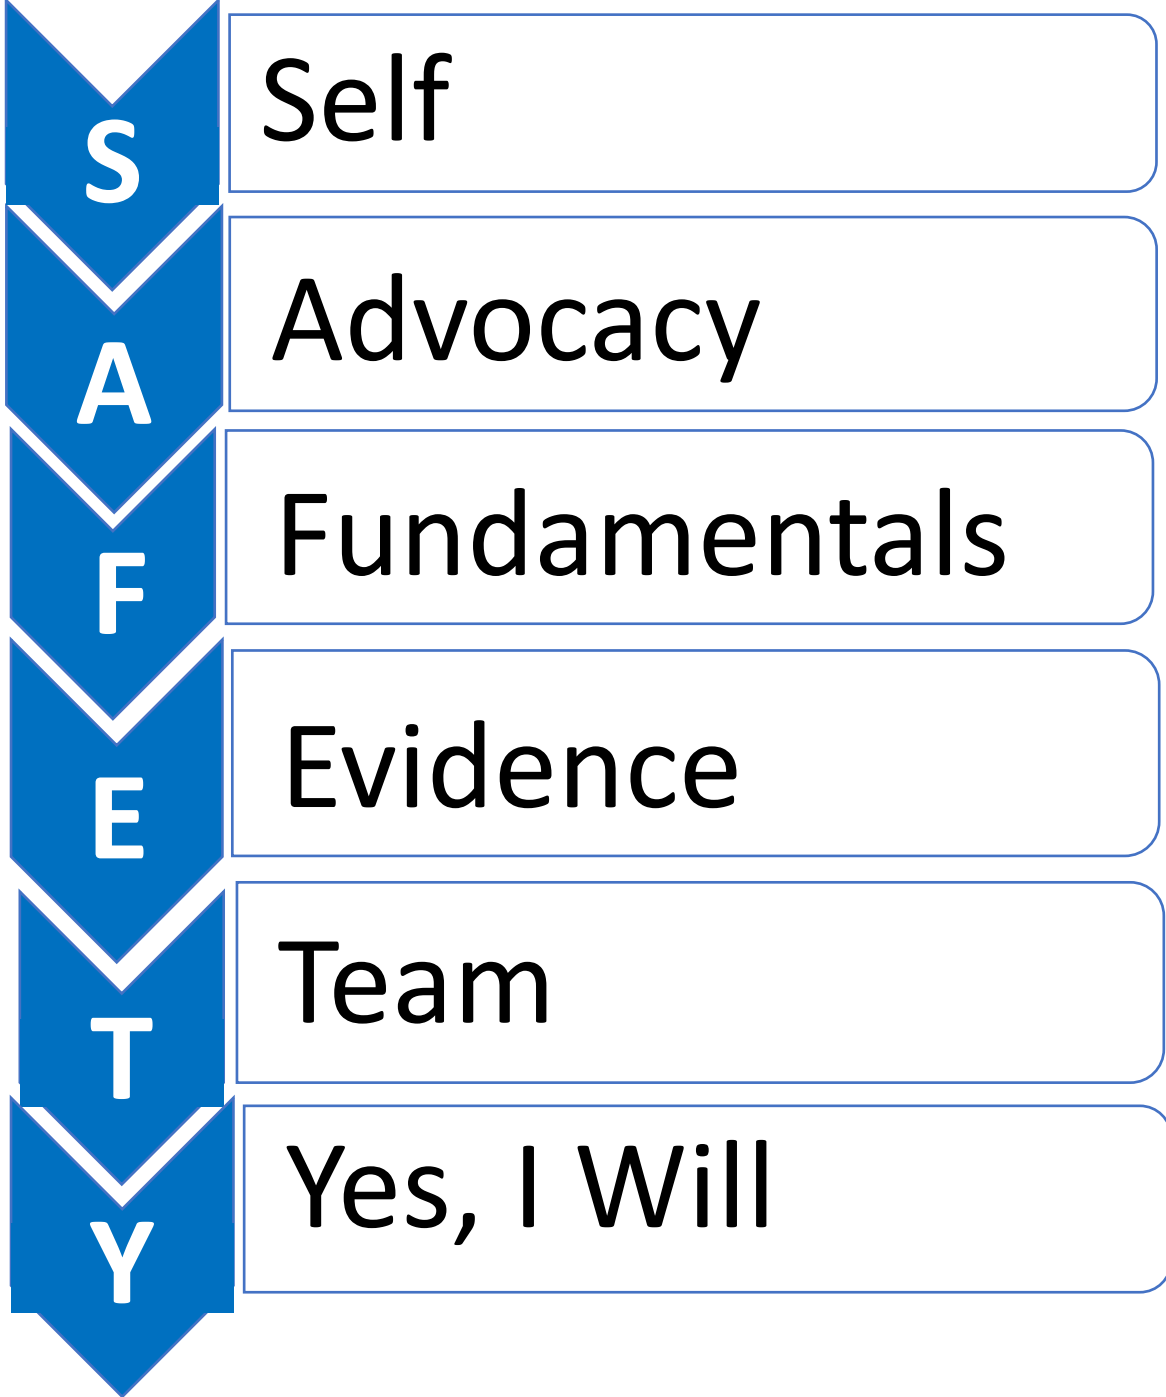 S
Self
A
Advocacy
F
Fundamentals
E
Evidence
T
Team
Y
Yes, I Will